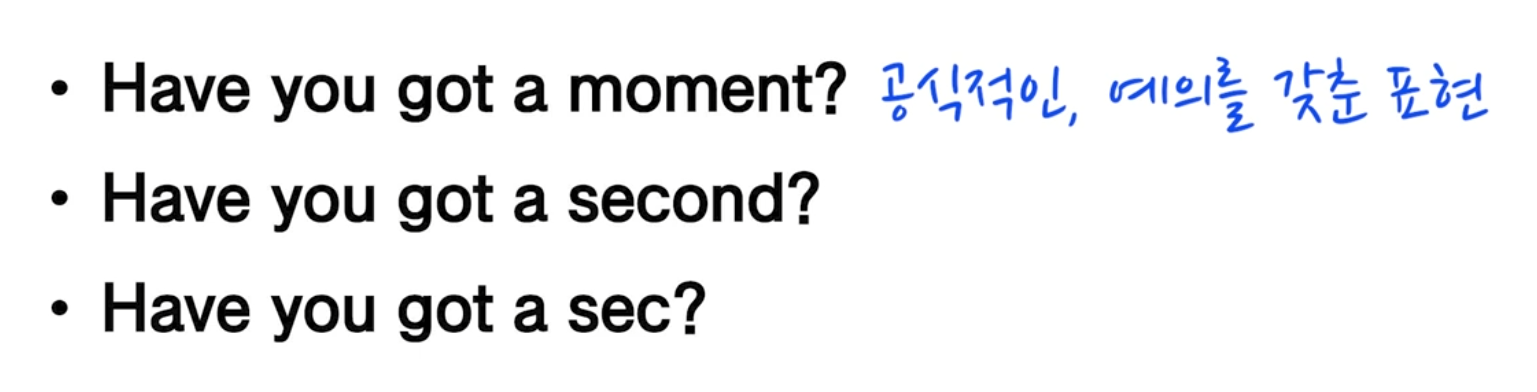 • Have you got a moment? 공식적인, 예의를 갖춘 표현
• Have you got a second?
• Have you got a sec?